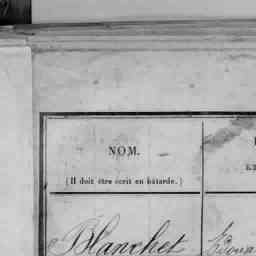 NOM.
(Il doit être écrit en bâtarde.)
Blanchet